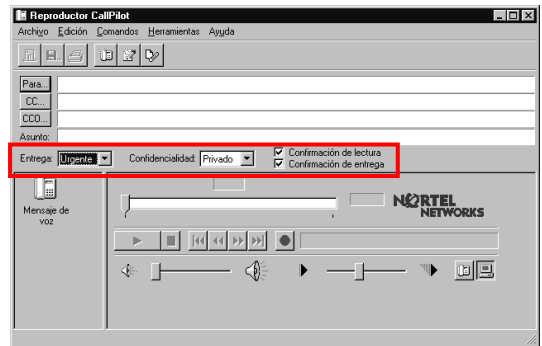 Reproductor CallPilot
Archivo Edición Comandos Herramientas Ayuda
Para...
CC...
CCO...
Asunto:
Entrega: Urgente Confidencialidad: Privado Confirmación de lectura
Confirmación de entrega
Mensaje de
voz
NORTEL
NETWORKS